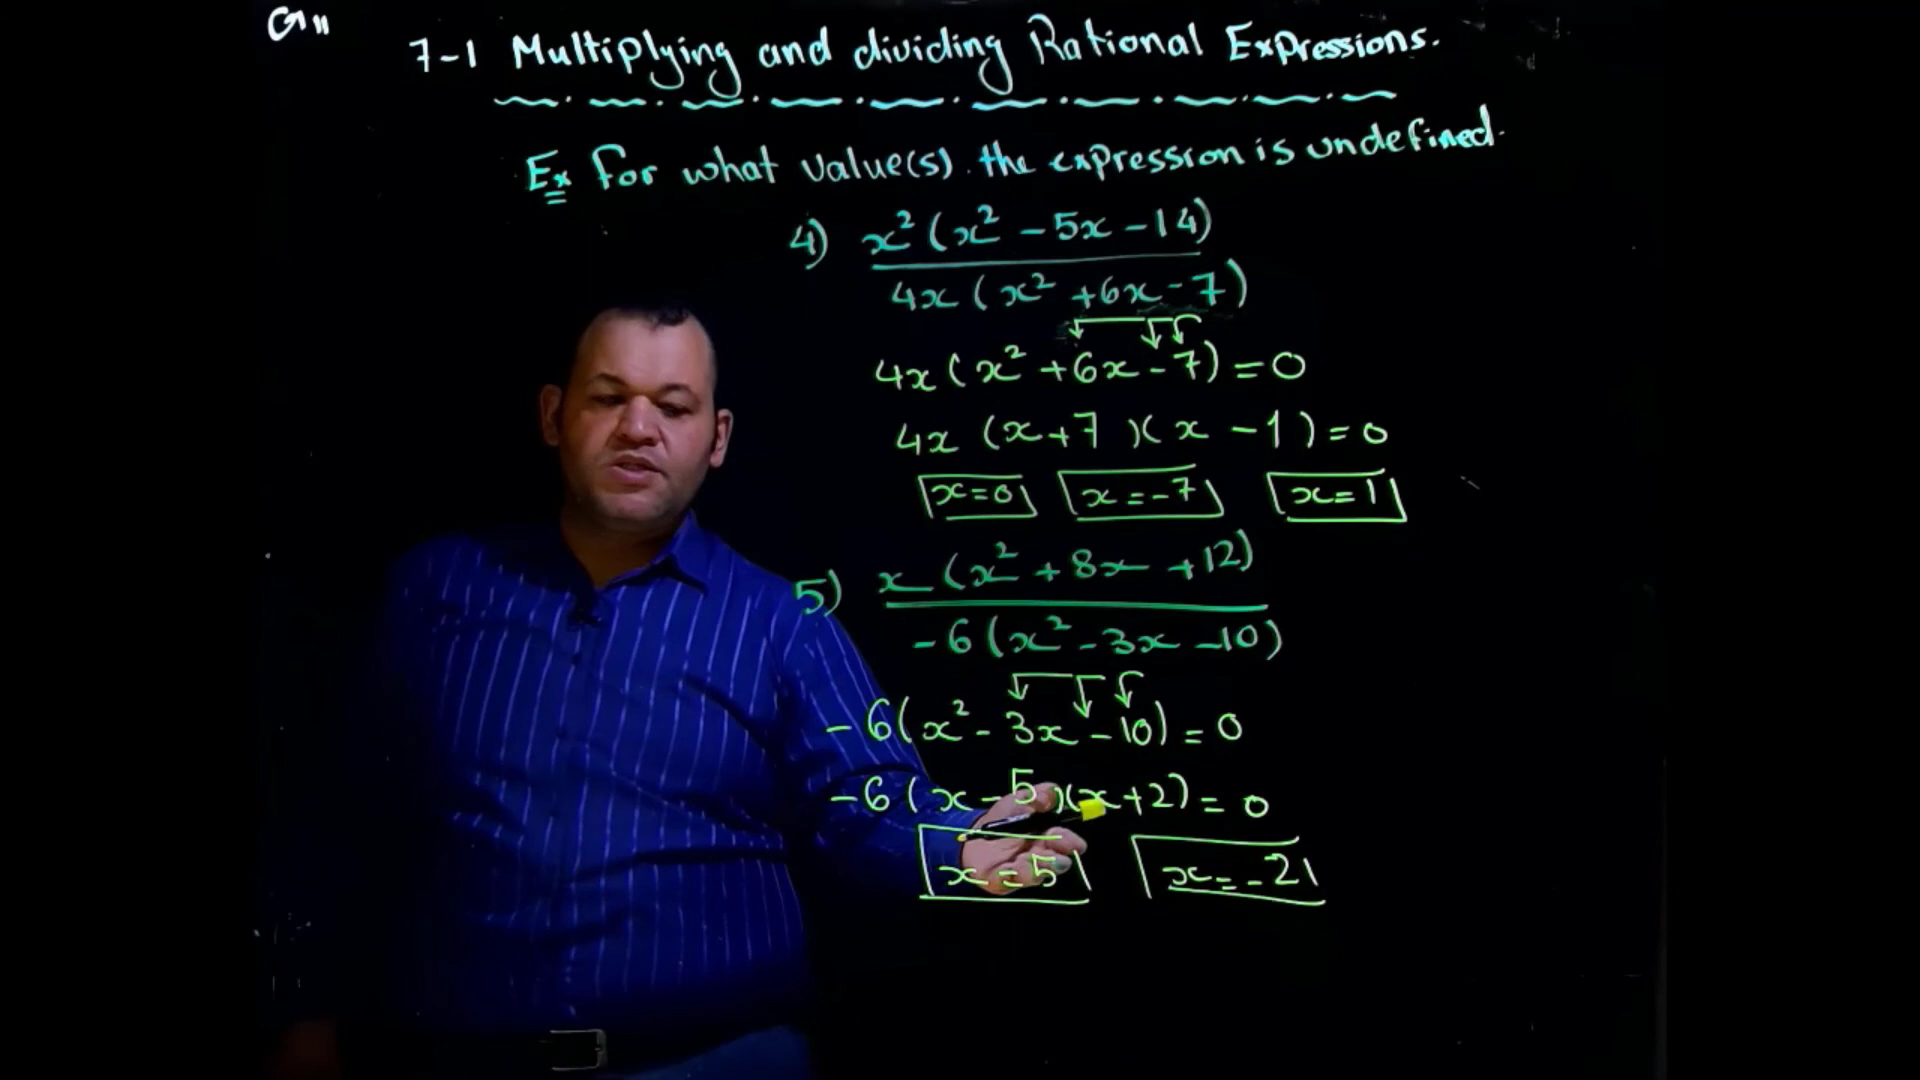 G11
7-1 Multiplying and dividing Rational Expressions.
Ex For what value(s). the expression is undefined.
4) x²(x² - 5x - 14)
4x(x² + 6x - 7)
4x(x² + 6x - 7) = 0
4x (x + 7)(x - 1) = 0
x = 0 x = -7 x = 1
5) x(x² + 8x + 12)
-6(x² - 3x - 10)
-6(x² - 3x - 10) = 0
-6(x - 5)(x + 2) = 0
x = 5 x = -2